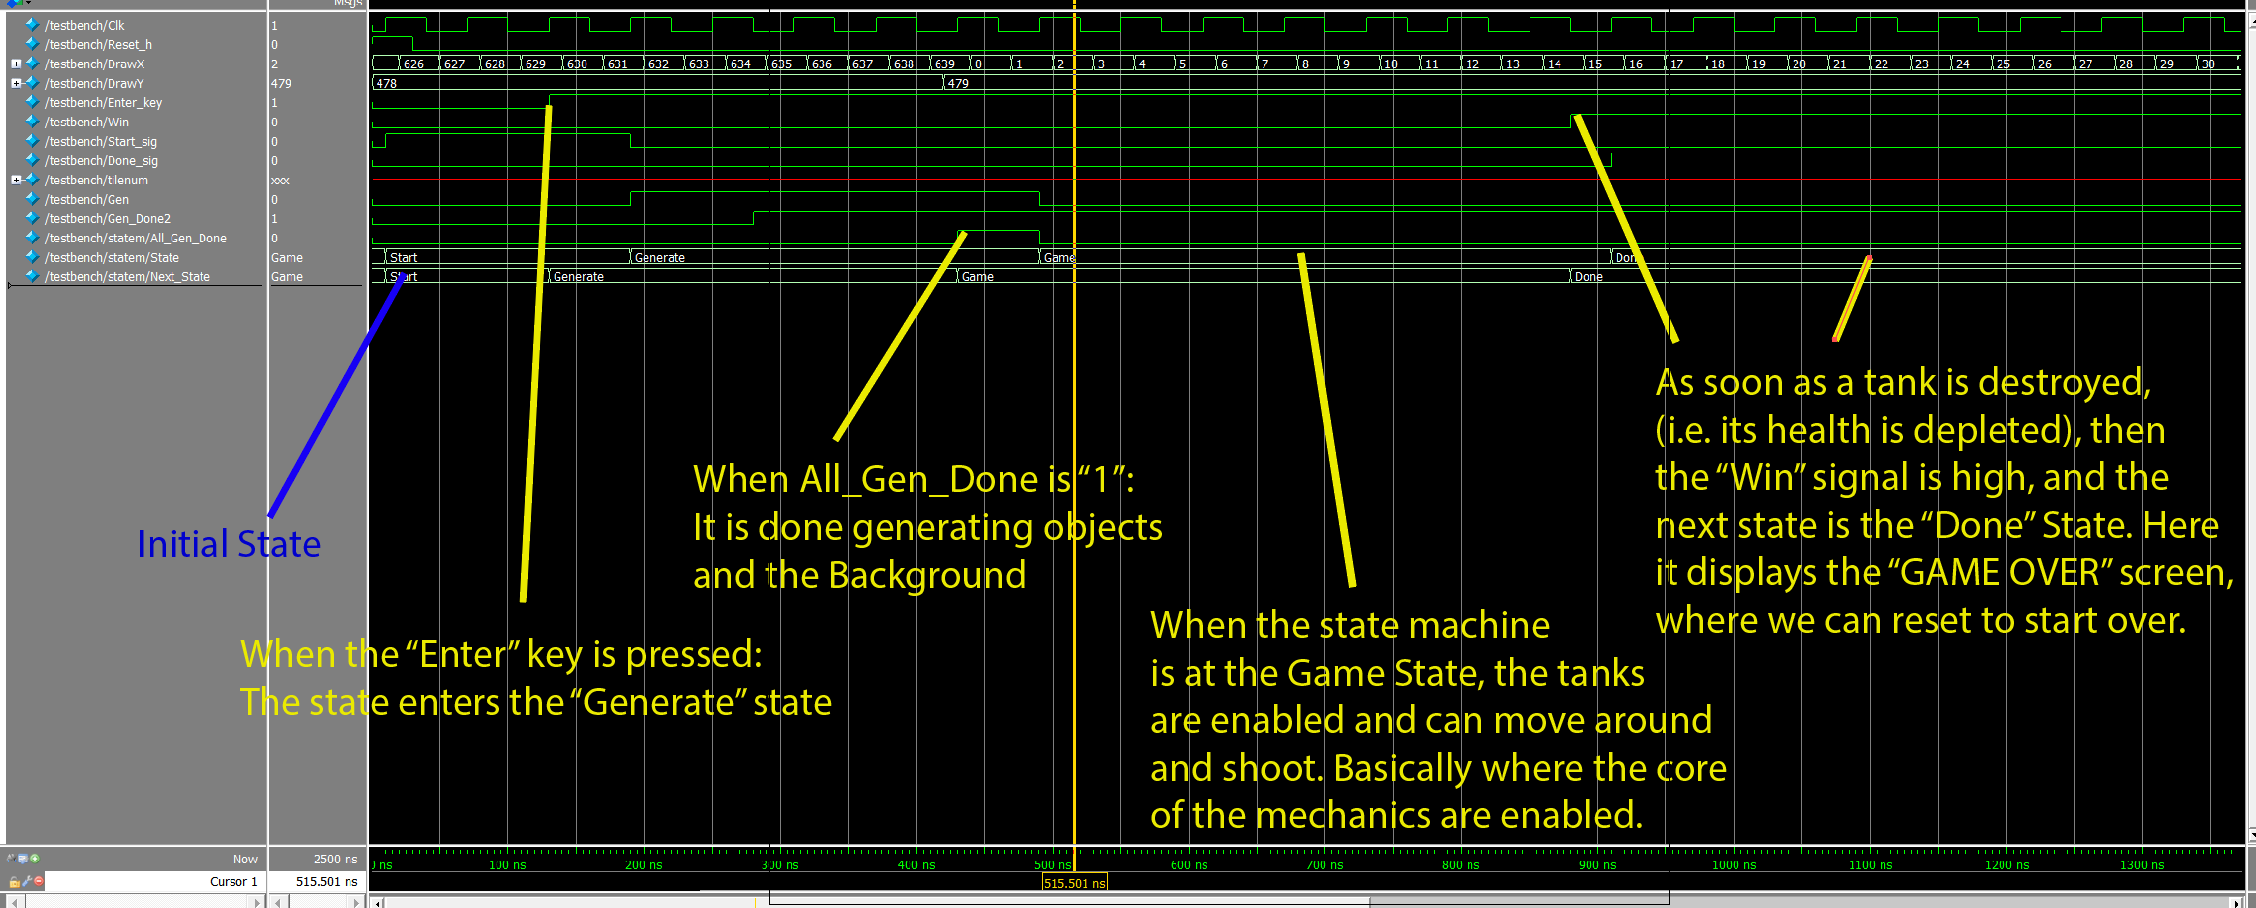 Msgs
/testbench/Clk 1
/testbench/Reset_h 0
/testbench/DrawX 2 626 627 628 629 630 631 632 633 634 635 636 637 638 639 0 1 2 3 4 5 6 7 8 9 10 11 12 13 14 15 16 17 18 19 20 21 22 23 24 25 26 27 28 29 30
/testbench/DrawY 479 478 479
/testbench/Enter_key 1
/testbench/Win 0
/testbench/Start_sig 0
/testbench/Done_sig 0
/testbench/tilenum xxx
/testbench/Gen 0
/testbench/Gen_Done2 1
/testbench/statem/All_Gen_Done 0
/testbench/statem/State Game Start Generate Game Done
/testbench/statem/Next_State Game Start Generate Game Done
Initial State
When the “Enter” key is pressed:
The state enters the “Generate” state
When All_Gen_Done is “1”:
It is done generating objects
and the Background
When the state machine
is at the Game State, the tanks
are enabled and can move around
and shoot. Basically where the core
of the mechanics are enabled.
As soon as a tank is destroyed,
(i.e. its health is depleted), then
the “Win” signal is high, and the
next state is the “Done” State. Here
it displays the “GAME OVER” screen,
where we can reset to start over.
Now 2500 ns
ns 100 ns 200 ns 300 ns 400 ns 500 ns 600 ns 700 ns 800 ns 900 ns 1000 ns 1100 ns 1200 ns 1300 ns
Cursor 1 515.501 ns
515.501 ns